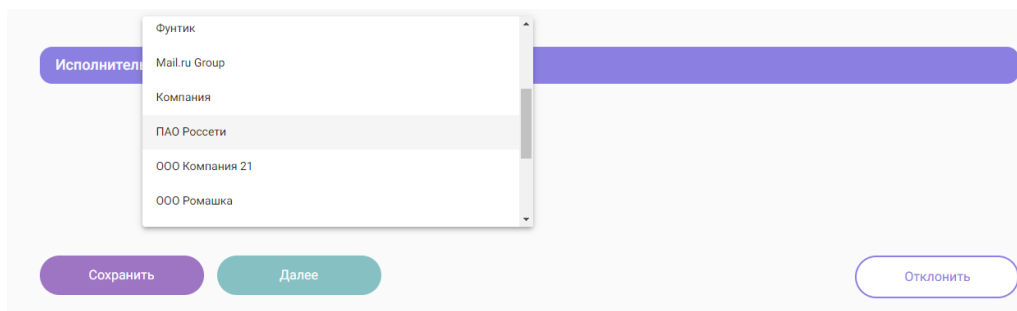 Фунтик
Исполнитель
Mail.ru Group
Компания
ПАО Россети
ООО Компания 21
ООО Ромашка
Сохранить
Далее
Отклонить